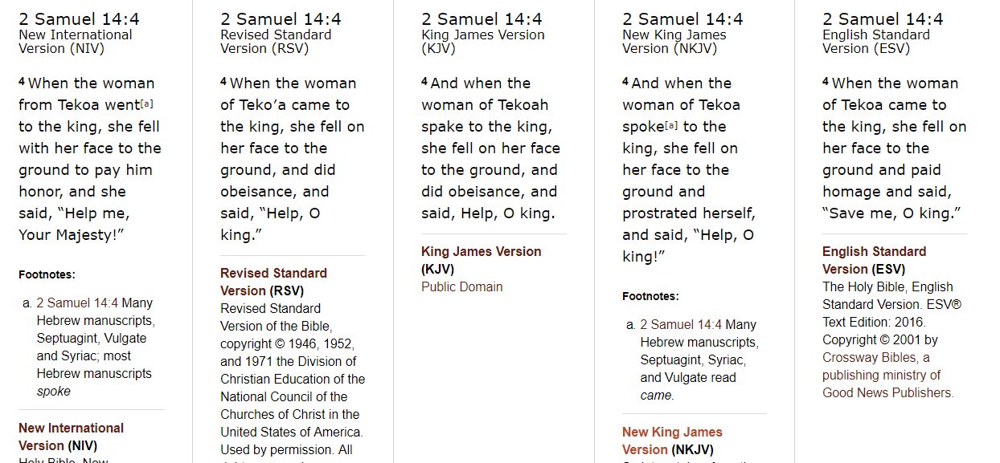 2 Samuel 14:4
New International
Version (NIV)
4 When the woman
from Tekoa went[a]
to the king, she fell
with her face to the
ground to pay him
honor, and she
said, “Help me,
Your Majesty!”
Footnotes:
a. 2 Samuel 14:4 Many
Hebrew manuscripts,
Septuagint, Vulgate
and Syriac; most
Hebrew manuscripts
spoke
New International
Version (NIV)
Holy Bible, New
2 Samuel 14:4
Revised Standard
Version (RSV)
4 When the woman
of Teko′a came to
the king, she fell on
her face to the
ground, and did
obeisance, and
said, “Help, O
king.”
Revised Standard
Version (RSV)
Revised Standard
Version of the Bible,
copyright © 1946, 1952,
and 1971 the Division of
Christian Education of the
National Council of the
Churches of Christ in the
United States of America.
Used by permission. All
2 Samuel 14:4
King James Version
(KJV)
4 And when the
woman of Tekoah
spake to the king,
she fell on her face
to the ground, and
did obeisance, and
said, Help, O king.
King James Version
(KJV)
Public Domain
2 Samuel 14:4
New King James
Version (NKJV)
4 And when the
woman of Tekoa
spoke[a] to the
king, she fell on
her face to the
ground and
prostrated herself,
and said, “Help, O
king!”
Footnotes:
a. 2 Samuel 14:4 Many
Hebrew manuscripts,
Septuagint, Syriac,
and Vulgate read
came.
New King James
Version (NKJV)
2 Samuel 14:4
English Standard
Version (ESV)
4 When the woman
of Tekoa came to
the king, she fell on
her face to the
ground and paid
homage and said,
“Save me, O king.”
English Standard
Version (ESV)
The Holy Bible, English
Standard Version. ESV®
Text Edition: 2016.
Copyright © 2001 by
Crossway Bibles, a
publishing ministry of
Good News Publishers.